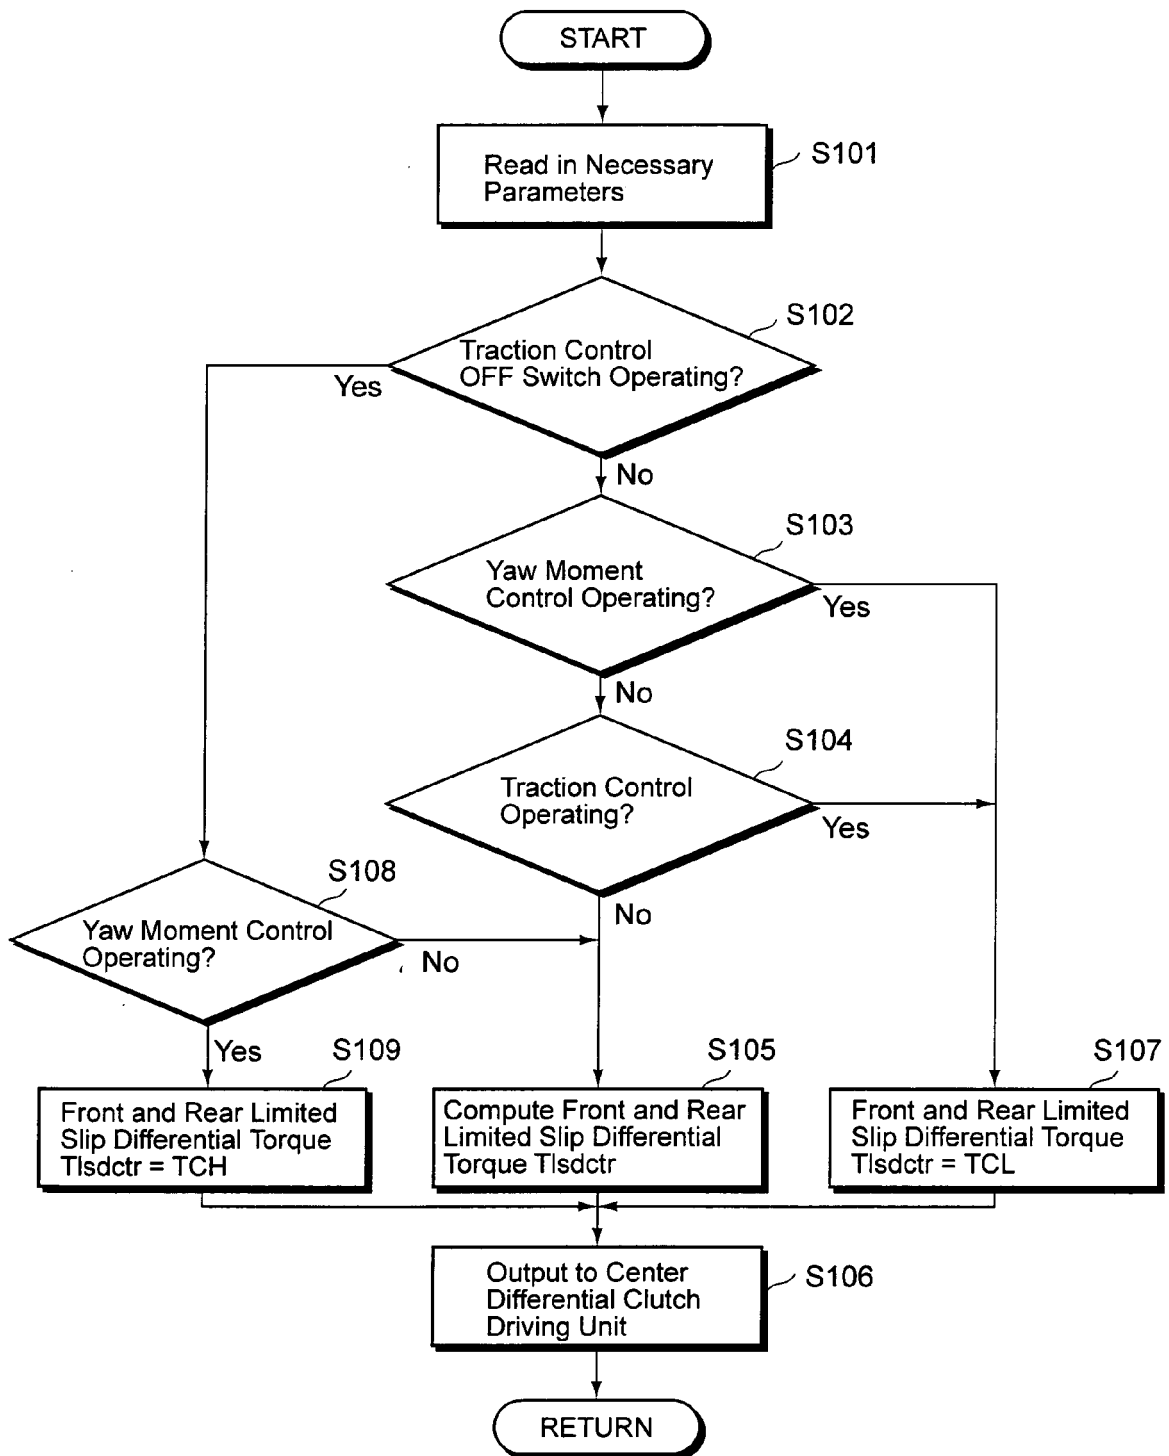 START
Read in Necessary
Parameters
S101
S102
Traction Control
OFF Switch Operating?
Yes
No
S103
Yaw Moment
Control Operating?
Yes
No
S104
Traction Control
Operating?
Yes
No
S108
Yaw Moment Control
Operating?
No
Yes
S109
Front and Rear Limited
Slip Differential Torque
Tlsdctr = TCH
S105
Compute Front and Rear
Limited Slip Differential
Torque Tlsdctr
S107
Front and Rear Limited
Slip Differential Torque
Tlsdctr = TCL
Output to Center
Differential Clutch
Driving Unit
S106
RETURN